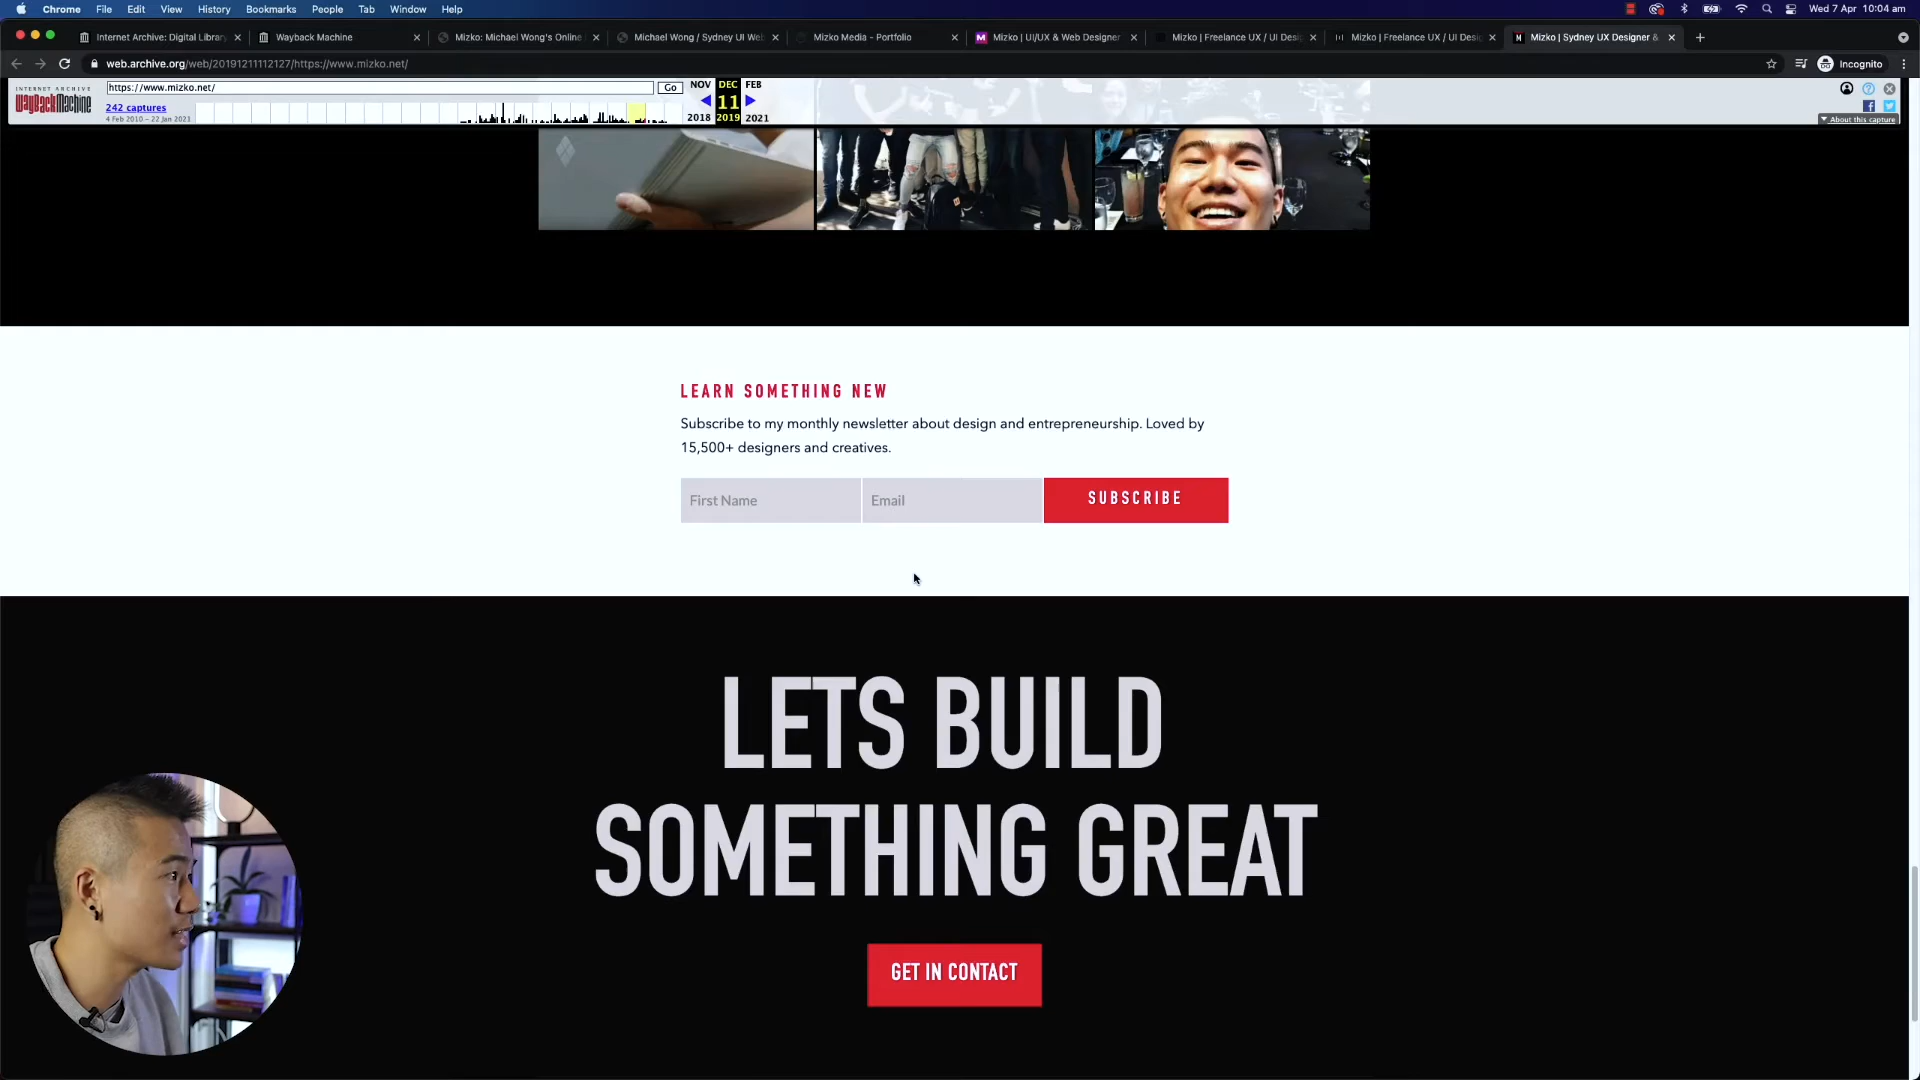 Chrome File Edit View History Bookmarks People Tab Window Help
Wed 7 Apr 10:04 am
Internet Archive: Digital Library
Wayback Machine
Mizko: Michael Wong's Online
Michael Wong / Sydney UI Web
Mizko Media - Portfolio
Mizko | UI/UX & Web Designer
Mizko | Freelance UX / UI Desi
Mizko | Freelance UX / UI Desi
Mizko | Sydney UX Designer &
web.archive.org/web/20191211112127/https://www.mizko.net/
Incognito
INTERNET ARCHIVE
WayBackMachine
https://www.mizko.net/
Go
NOV DEC FEB
242 captures
11
4 Feb 2010 – 22 Jan 2021
2018 2019 2021
About this capture
LEARN SOMETHING NEW
Subscribe to my monthly newsletter about design and entrepreneurship. Loved by
15,500+ designers and creatives.
First Name
Email
SUBSCRIBE
LETS BUILD
SOMETHING GREAT
GET IN CONTACT